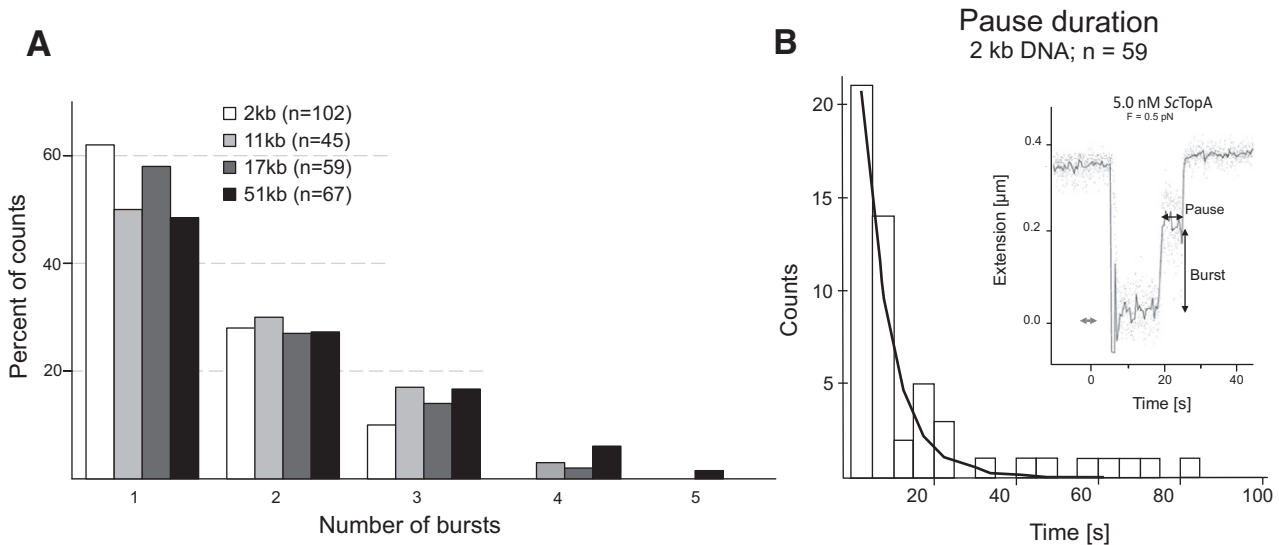 A
2kb (n=102)
11kb (n=45)
17kb (n=59)
51kb (n=67)
60
40
20
Percent of counts
1 2 3 4 5
Number of bursts
B
Pause duration
2 kb DNA; n = 59
20
15
10
5
Counts
20 40 60 80 100
Time [s]
5.0 nM ScTopA
F = 0.5 pN
0.4
0.2
0.0
Extension [µm]
Pause
Burst
0 20 40
Time [s]